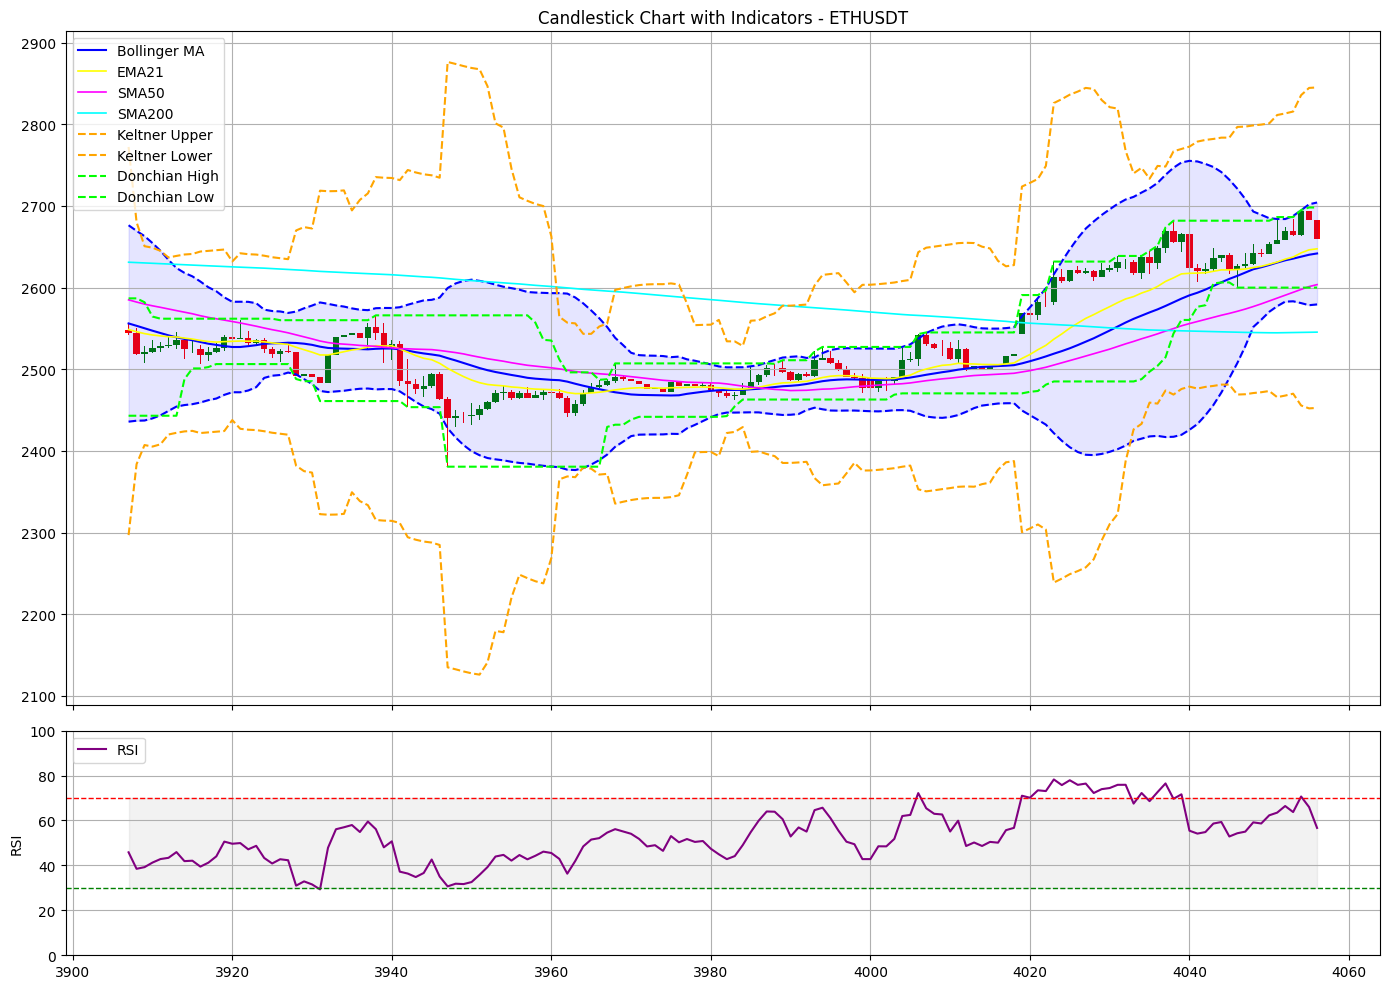 Candlestick Chart with Indicators - ETHUSDT
2900
2800
2700
2600
2500
2400
2300
2200
2100
Bollinger MA
EMA21
SMA50
SMA200
Keltner Upper
Keltner Lower
Donchian High
Donchian Low
100
80
60
40
20
0
RSI
RSI
3900 3920 3940 3960 3980 4000 4020 4040 4060